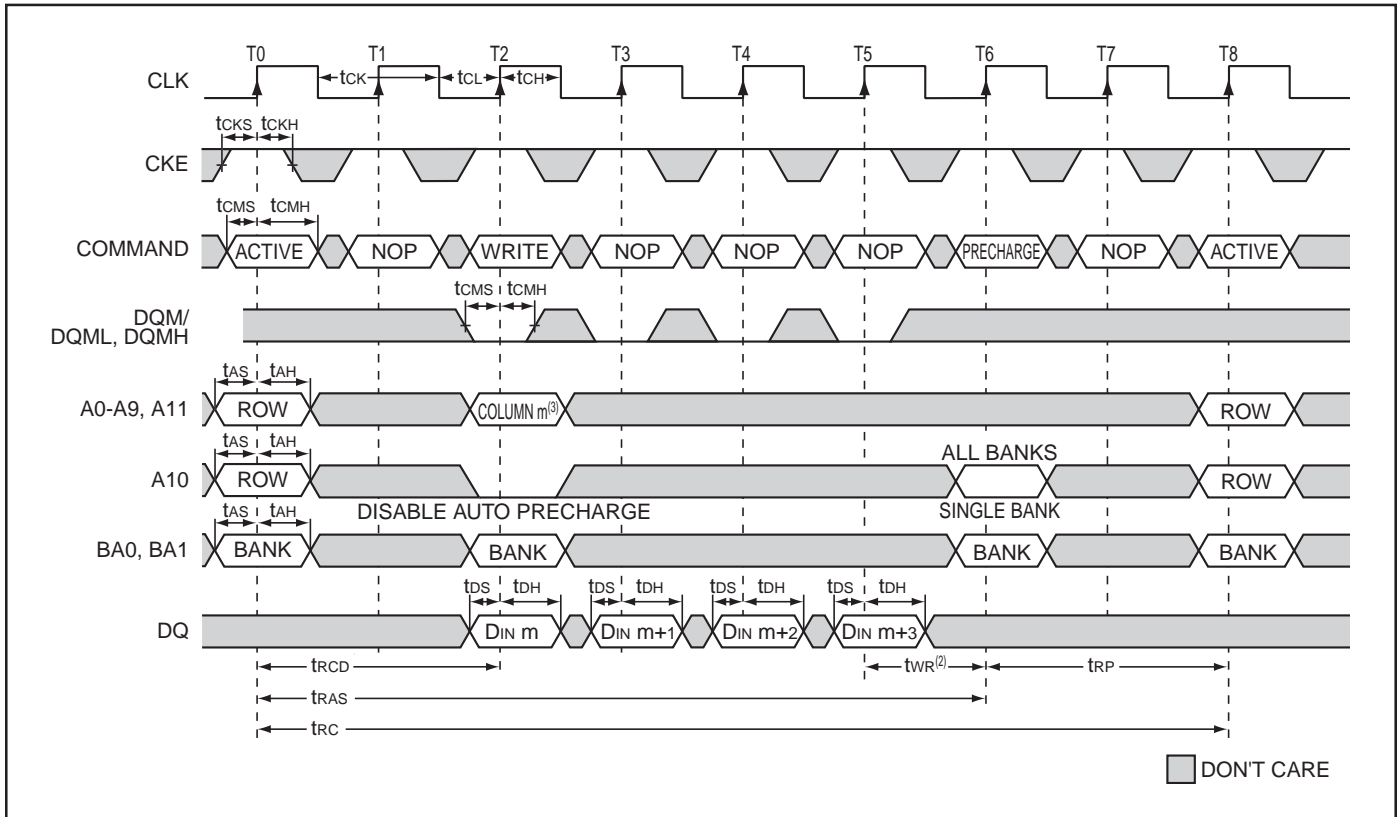 T0 T1 T2 T3 T4 T5 T6 T7 T8
CLK tCK tCL tCH
tCKS tCKH
CKE
tCMS tCMH
COMMAND ACTIVE NOP WRITE NOP NOP NOP PRECHARGE NOP ACTIVE
tCMS tCMH
DQM/
DQML, DQMH
tAS tAH
A0-A9, A11 ROW COLUMN m(3) ROW
tAS tAH
ALL BANKS
A10 ROW ROW
tAS tAH
DISABLE AUTO PRECHARGE SINGLE BANK
BA0, BA1 BANK BANK BANK BANK
tDS tDH tDS tDH tDS tDH tDS tDH
DQ DIN m DIN m+1 DIN m+2 DIN m+3
tRCD tWR(2) tRP
tRAS
tRC
DON'T CARE